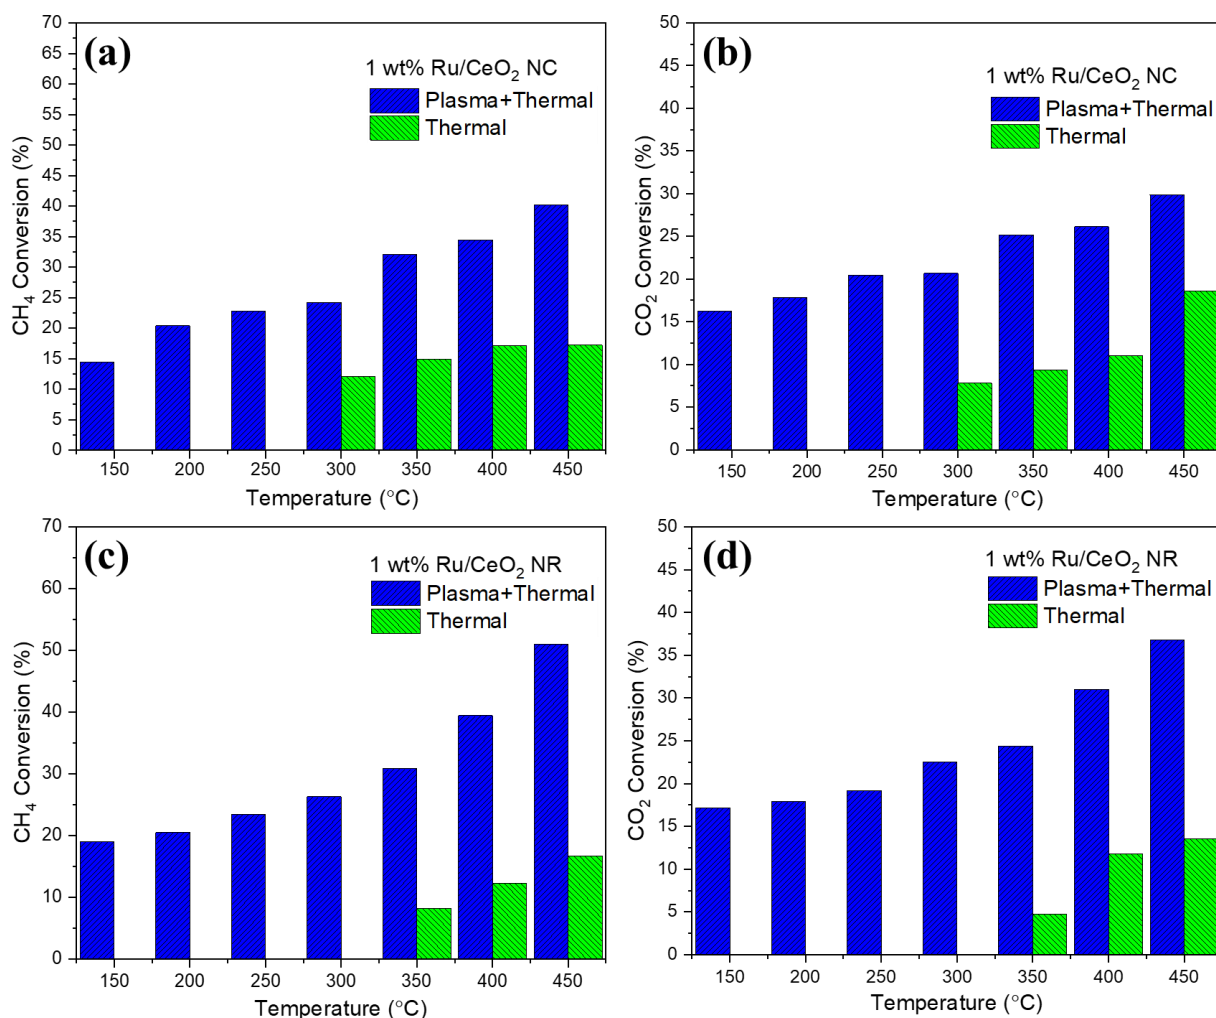 (a)
1 wt% Ru/CeO₂ NC
Plasma+Thermal
Thermal
CH₄ Conversion (%)
70
65
60
55
50
45
40
35
30
25
20
15
10
5
0
150 200 250 300 350 400 450
Temperature (°C)
(b)
1 wt% Ru/CeO₂ NC
Plasma+Thermal
Thermal
CO₂ Conversion (%)
50
45
40
35
30
25
20
15
10
5
0
150 200 250 300 350 400 450
Temperature (°C)
(c)
1 wt% Ru/CeO₂ NR
Plasma+Thermal
Thermal
CH₄ Conversion (%)
70
60
50
40
30
20
10
0
150 200 250 300 350 400 450
Temperature (°C)
(d)
1 wt% Ru/CeO₂ NR
Plasma+Thermal
Thermal
CO₂ Conversion (%)
50
45
40
35
30
25
20
15
10
5
0
150 200 250 300 350 400 450
Temperature (°C)